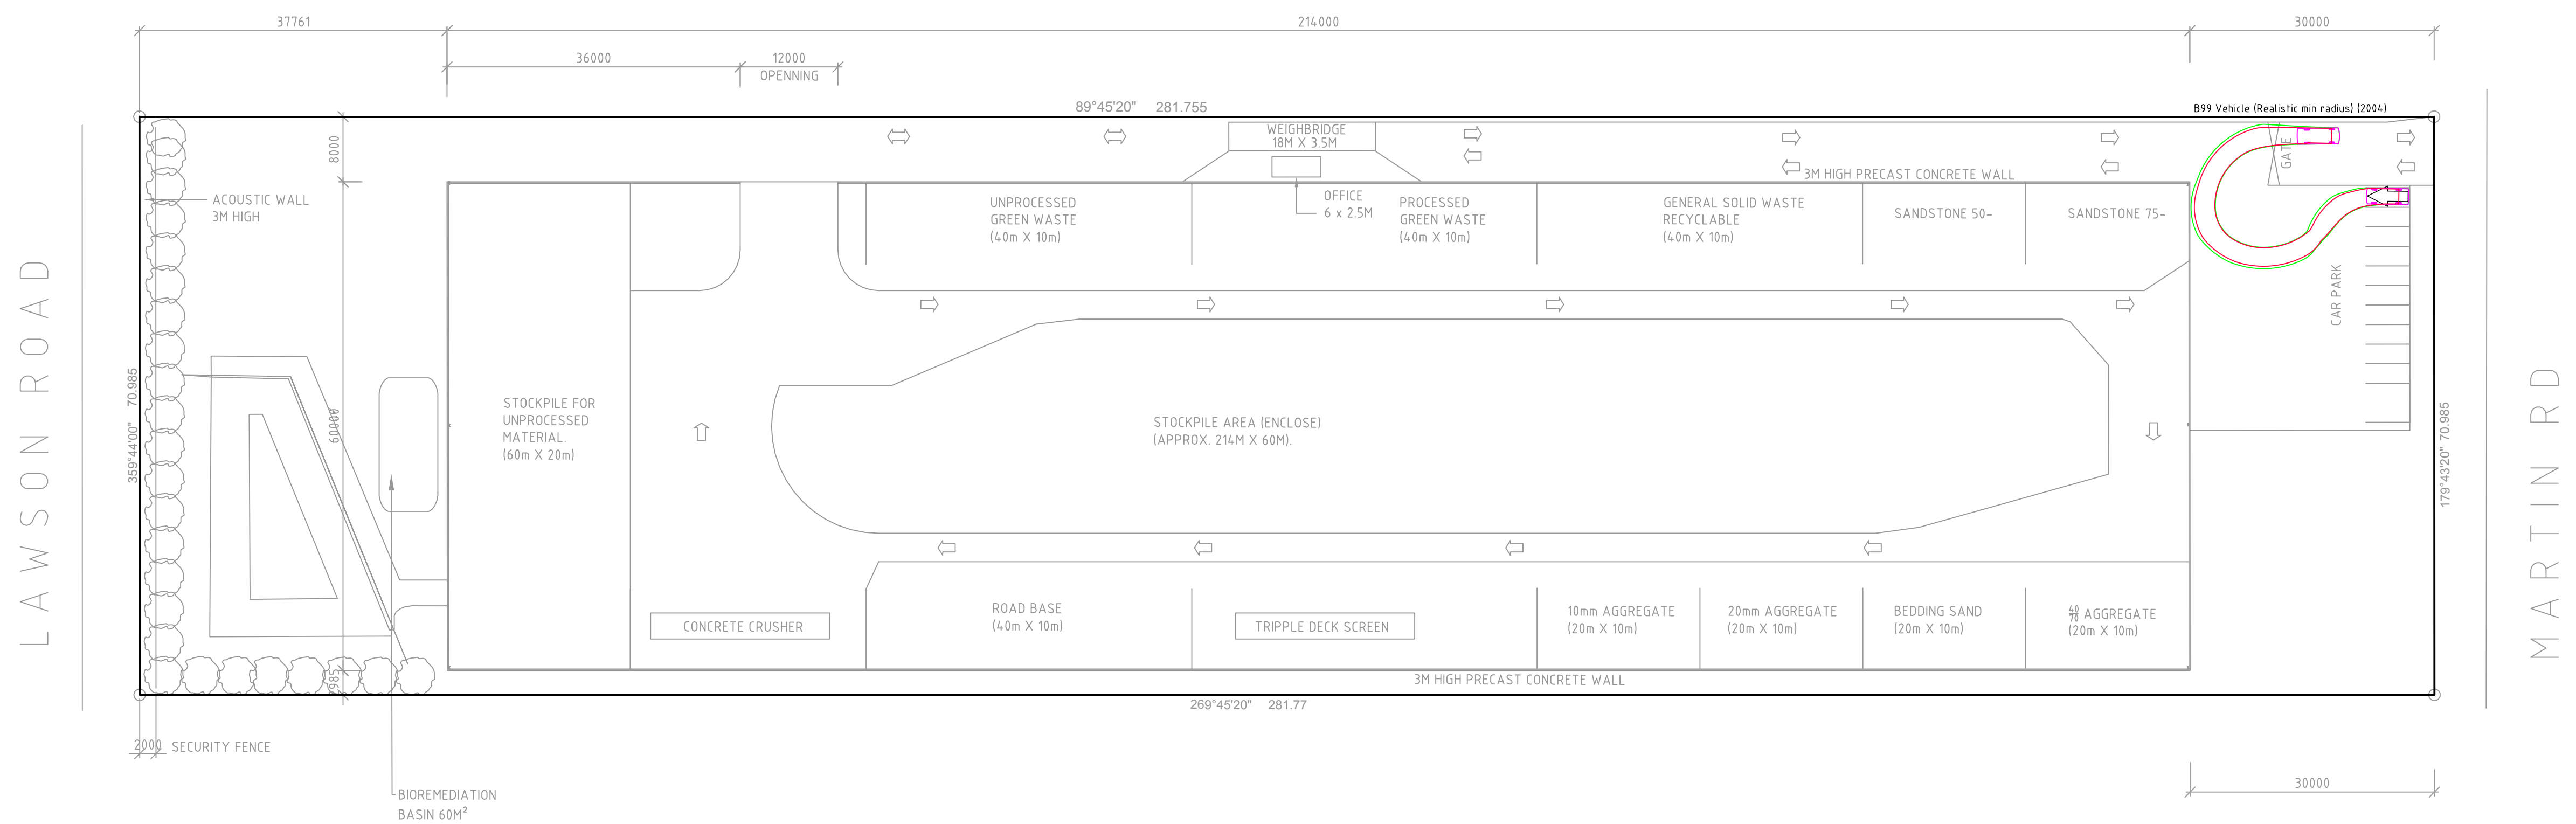 37761
214000
30000
36000
12000
OPENNING
89°45'20" 281.755
B99 Vehicle (Realistic min radius) (2004)
8000
WEIGHBRIDGE
18M X 3.5M
GATE
3M HIGH PRECAST CONCRETE WALL
ACOUSTIC WALL
3M HIGH
OFFICE
6 x 2.5M
UNPROCESSED
GREEN WASTE
(40m X 10m)
PROCESSED
GREEN WASTE
(40m X 10m)
GENERAL SOLID WASTE
RECYCLABLE
(40m X 10m)
SANDSTONE 50-
SANDSTONE 75-
CAR PARK
LAWSON ROAD
359°44'00" 70.985
60000
STOCKPILE FOR
UNPROCESSED
MATERIAL.
(60m X 20m)
STOCKPILE AREA (ENCLOSE)
(APPROX. 214M X 60M).
179°43'20" 70.985
MARTIN RD
CONCRETE CRUSHER
ROAD BASE
(40m X 10m)
TRIPPLE DECK SCREEN
10mm AGGREGATE
(20m X 10m)
20mm AGGREGATE
(20m X 10m)
BEDDING SAND
(20m X 10m)
40/70 AGGREGATE
(20m X 10m)
2985
3M HIGH PRECAST CONCRETE WALL
269°45'20" 281.77
2000
SECURITY FENCE
30000
BIOREMEDIATION
BASIN 60M²